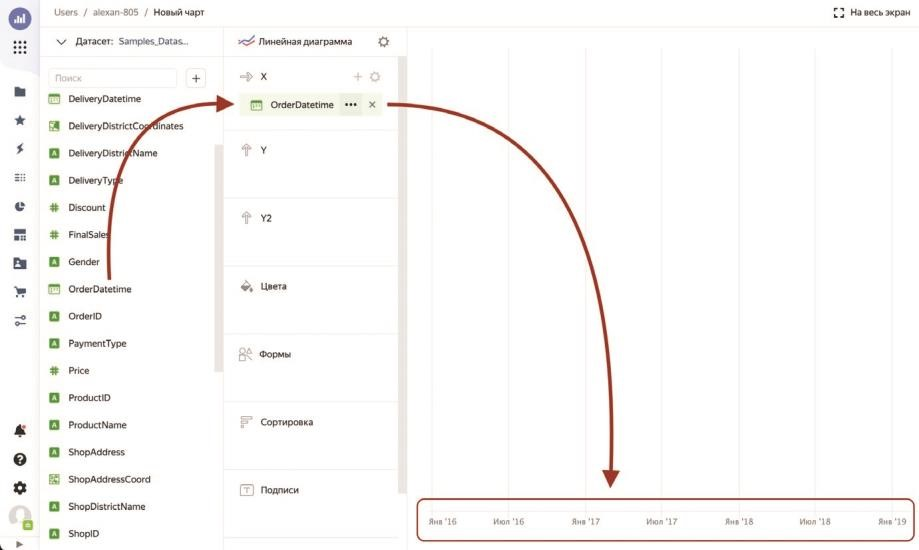 Users / alexan-805 / Новый чарт
На весь экран
Датасет: Samples_Datas...
Поиск
DeliveryDatetime
DeliveryDistrictCoordinates
DeliveryDistrictName
DeliveryType
Discount
FinalSales
Gender
OrderDatetime
OrderID
PaymentType
Price
ProductID
ProductName
ShopAddress
ShopAddressCoord
ShopDistrictName
ShopID
Линейная диаграмма
X
OrderDatetime
Y
Y2
Цвета
Формы
Сортировка
Подписи
Янв '16 Июл '16 Янв '17 Июл '17 Янв '18 Июл '18 Янв '19